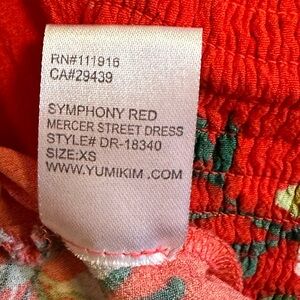 RN#111916
CA#29439
SYMPHONY RED
MERCER STREET DRESS
STYLE# DR-18340
SIZE:XS
WWW.YUMIKIM .COM